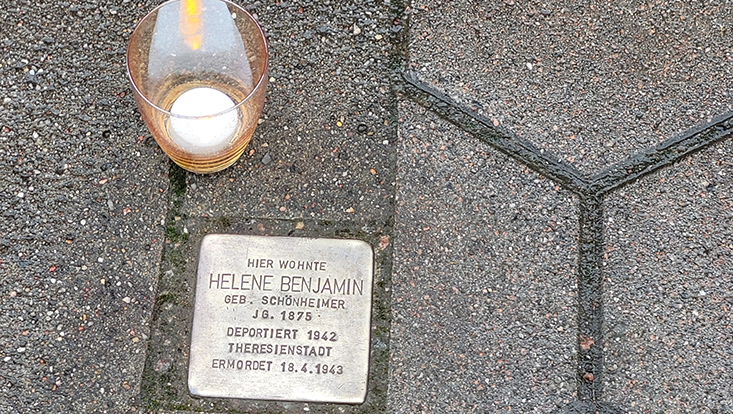 HIER WOHNTE
HELENE BENJAMIN
GEB. SCHÖNHEIMER
JG. 1875
DEPORTIERT 1942
THERESIENSTADT
ERMORDET 18.4.1943